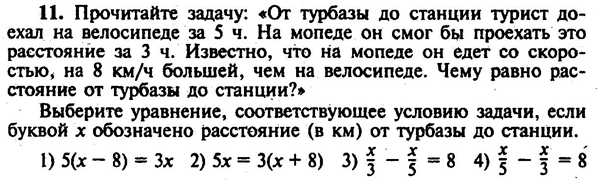 11. Прочитайте задачу: «От турбазы до станции турист до-
ехал на велосипеде за 5 ч. На мопеде он смог бы проехать это
расстояние за 3 ч. Известно, что на мопеде он едет со скоро-
стью, на 8 км/ч большей, чем на велосипеде. Чему равно рас-
стояние от турбазы до станции?»
Выберите уравнение, соответствующее условию задачи, если
буквой x обозначено расстояние (в км) от турбазы до станции.
1) 5(x − 8) = 3x 2) 5x = 3(x + 8) 3) x/3 − x/5 = 8 4) x/5 − x/3 = 8